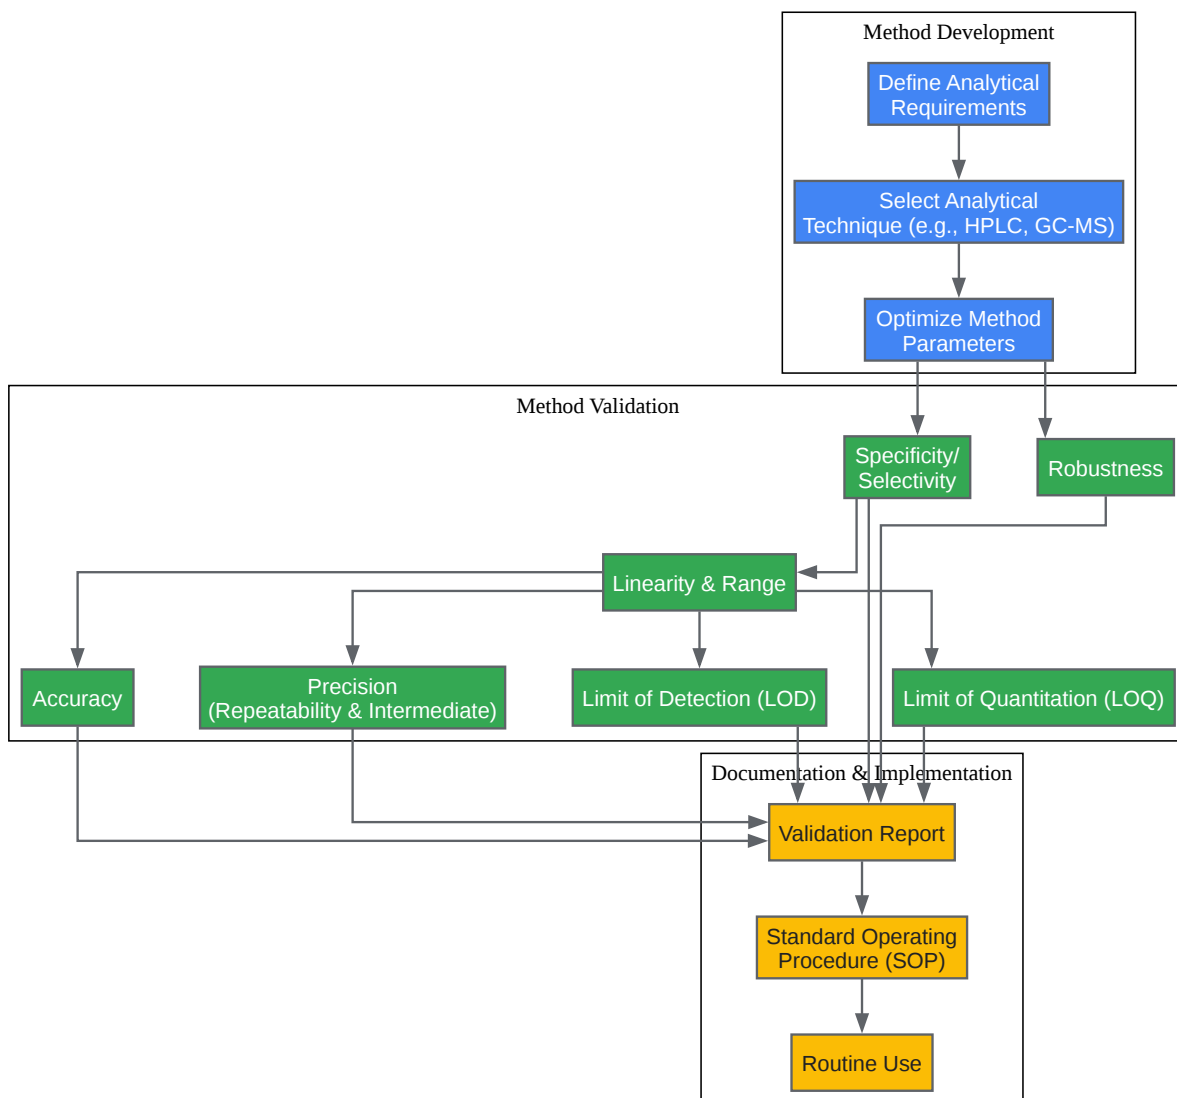 Method Development
Define Analytical
Requirements
Select Analytical
Technique (e.g., HPLC, GC-MS)
Optimize Method
Parameters
Method Validation
Specificity/
Selectivity
Robustness
Linearity & Range
Accuracy
Precision
(Repeatability & Intermediate)
Limit of Detection (LOD)
Limit of Quantitation (LOQ)
Documentation & Implementation
Validation Report
Standard Operating
Procedure (SOP)
Routine Use